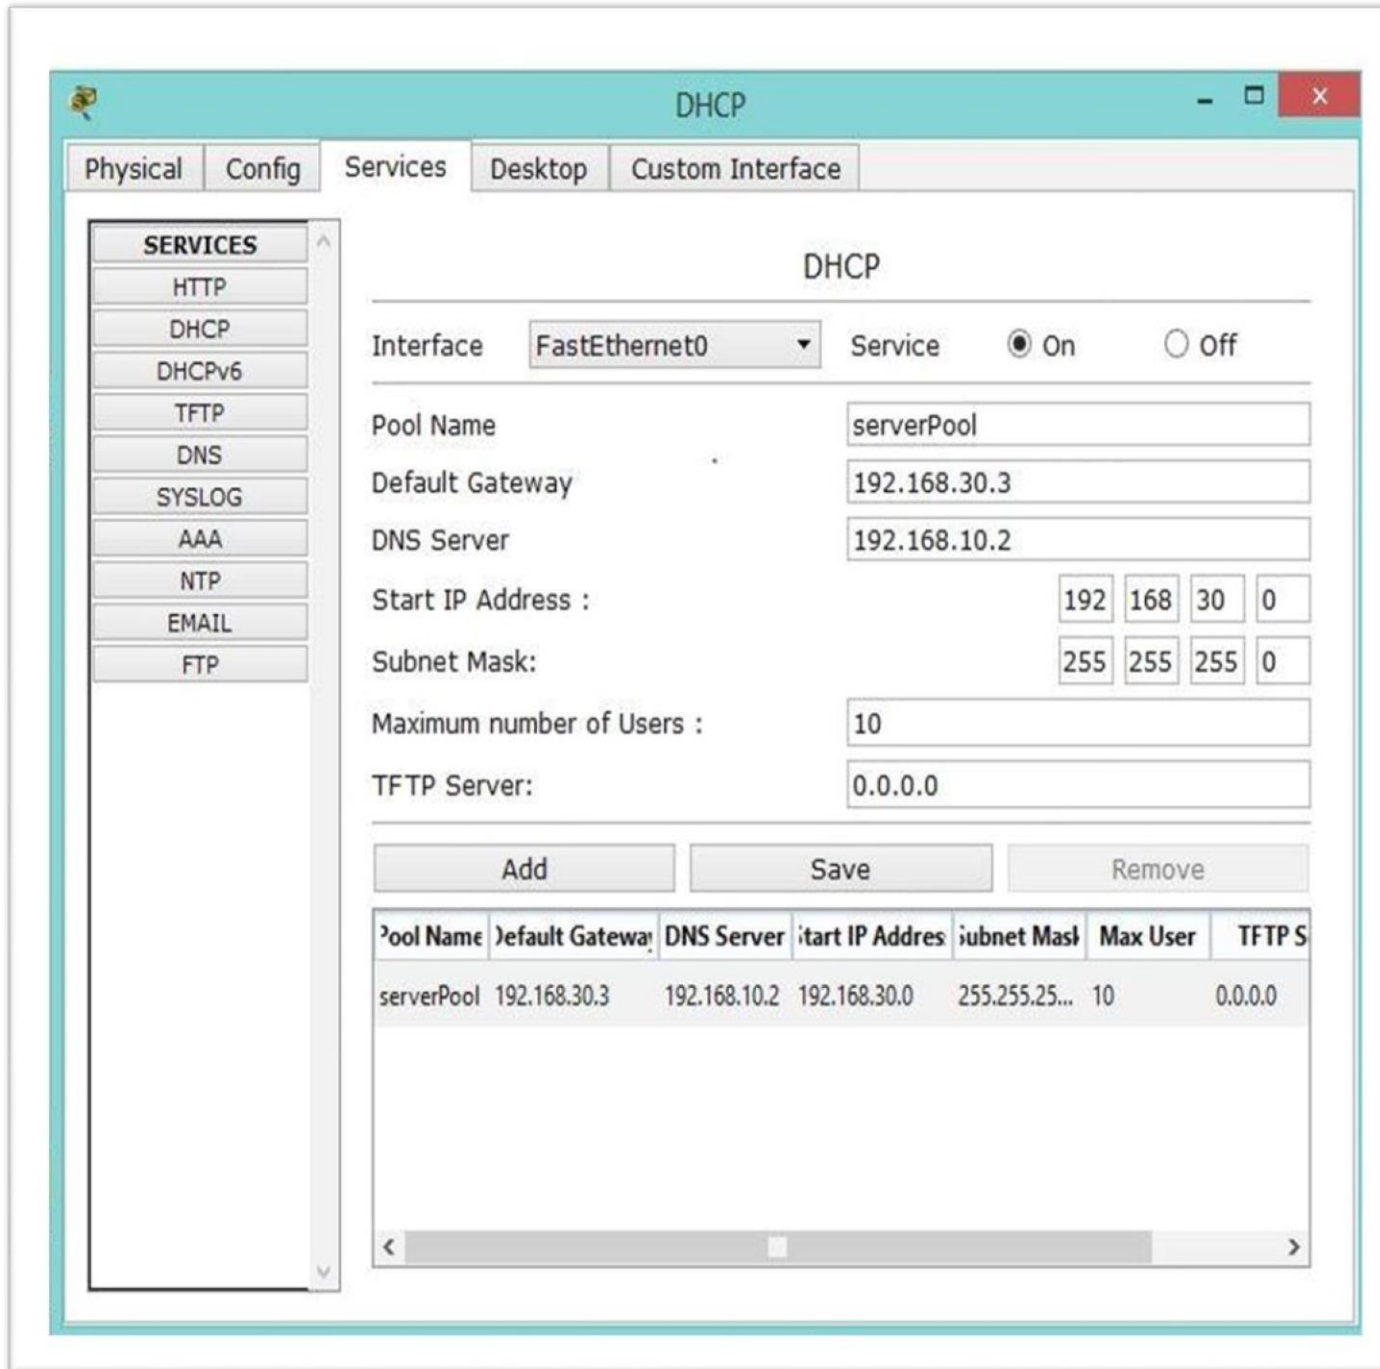 DHCP
Physical Config Services Desktop Custom Interface
SERVICES
HTTP
DHCP
DHCPv6
TFTP
DNS
SYSLOG
AAA
NTP
EMAIL
FTP
DHCP
Interface FastEthernet0 Service On Off
Pool Name serverPool
Default Gateway 192.168.30.3
DNS Server 192.168.10.2
Start IP Address : 192 168 30 0
Subnet Mask: 255 255 255 0
Maximum number of Users : 10
TFTP Server: 0.0.0.0
Add Save Remove
Pool Name Default Gateway DNS Server Start IP Addres Subnet Mask Max User TFTP S
serverPool 192.168.30.3 192.168.10.2 192.168.30.0 255.255.25... 10 0.0.0.0